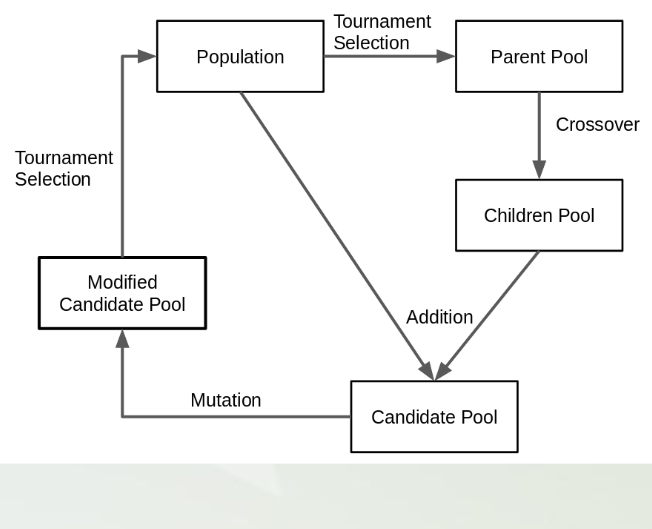 Tournament
Selection
Population
Parent Pool
Crossover
Tournament
Selection
Children Pool
Modified
Candidate Pool
Addition
Mutation
Candidate Pool